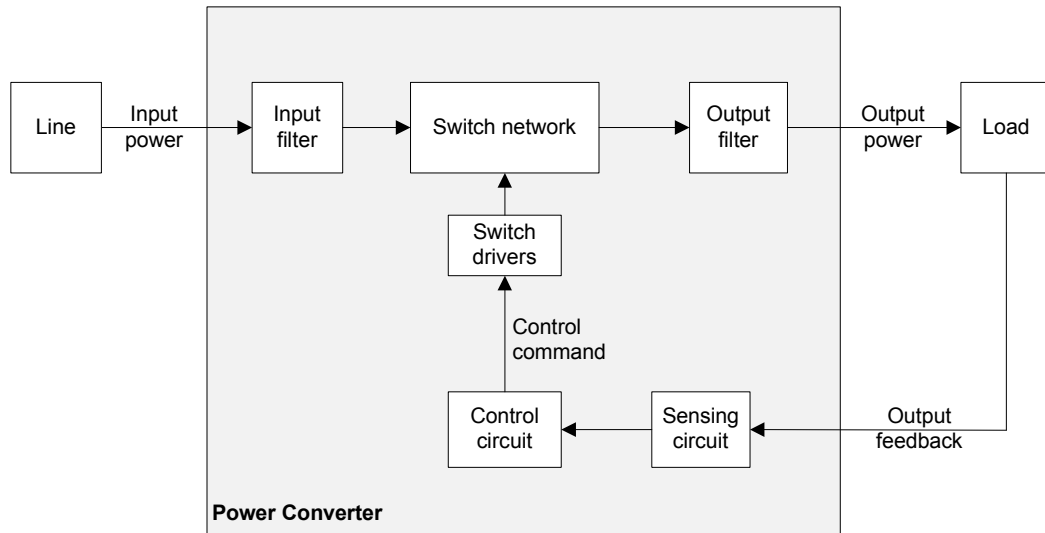 Line
Input
power
Input
filter
Switch network
Output
filter
Output
power
Load
Switch
drivers
Control
command
Control
circuit
Sensing
circuit
Output
feedback
Power Converter